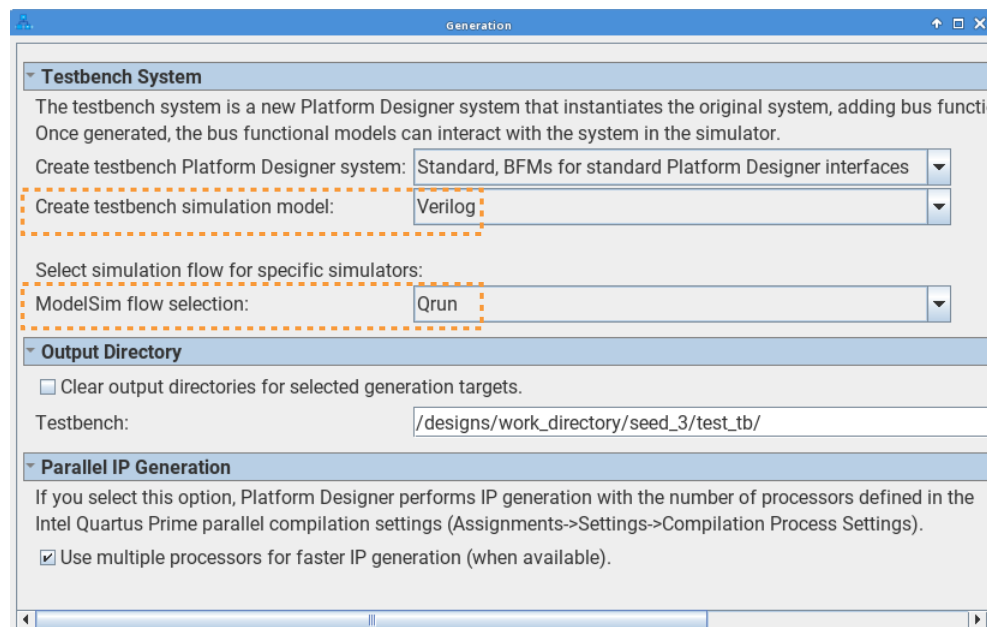 Generation
Testbench System
The testbench system is a new Platform Designer system that instantiates the original system, adding bus
Once generated, the bus functional models can interact with the system in the simulator.
Create testbench Platform Designer system: Standard, BFMs for standard Platform Designer interfaces
Create testbench simulation model: Verilog
Select simulation flow for specific simulators:
ModelSim flow selection: Qrun
Output Directory
Clear output directories for selected generation targets.
Testbench: /designs/work_directory/seed_3/test_tb/
Parallel IP Generation
If you select this option, Platform Designer performs IP generation with the number of processors defined in the
Intel Quartus Prime parallel compilation settings (Assignments->Settings->Compilation Process Settings).
Use multiple processors for faster IP generation (when available).